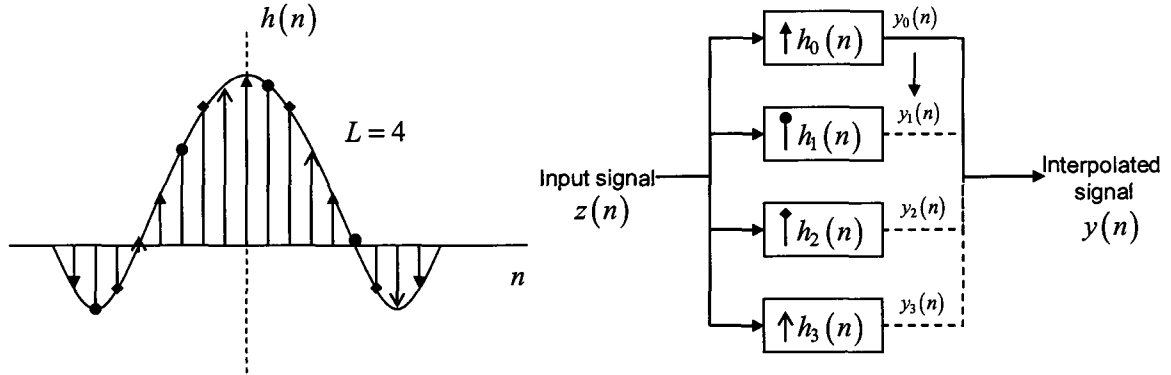 h(n)
L = 4
n
Input signal
z(n)
h₀(n)
h₁(n)
h₂(n)
h₃(n)
y₀(n)
y₁(n)
y₂(n)
y₃(n)
Interpolated
signal
y(n)